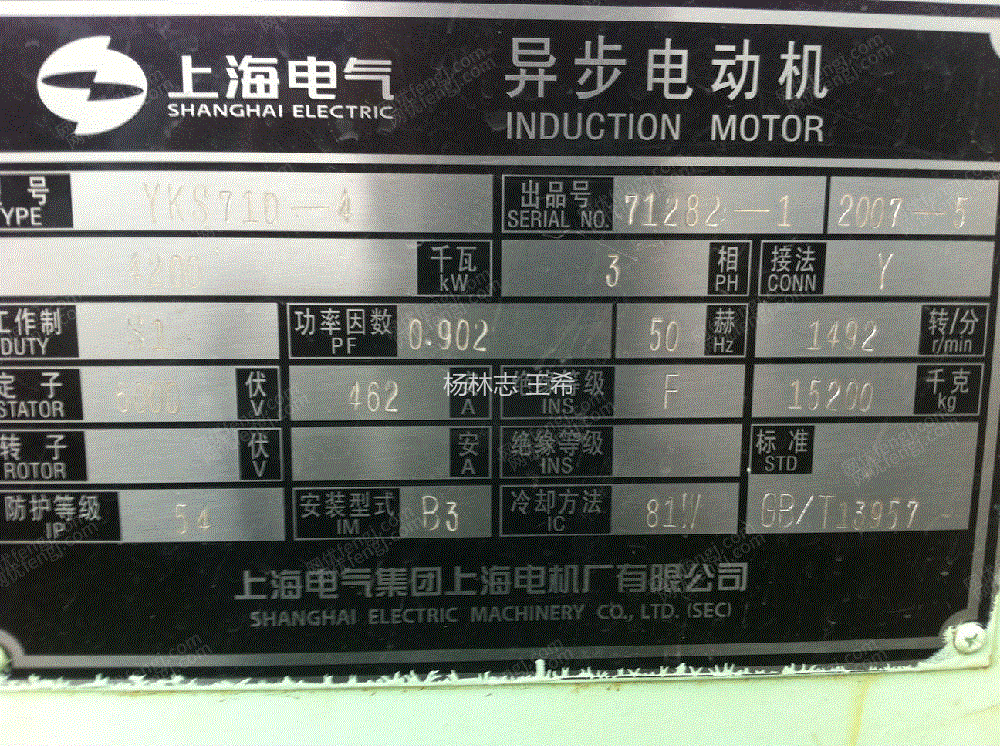 上海电气 异步电动机
SHANGHAI ELECTRIC INDUCTION MOTOR
号 YKS710-4 出品号 71282-1 2007-5
TYPE SERIAL NO.
千瓦 3 相 接法 Y
kW PH CONN
工作制 S1 功率因数 0.902 50 赫 1492 转/分
DUTY PF Hz r/min
定子 伏 462 杨林志 王希 等级 F 15200 千克
STATOR V A INS kg
转子 伏 安 绝缘等级 标准
ROTOR V A INS STD
防护等级 54 安装型式 B3 冷却方法 81W GB/T13957-
IP IM IC
上海电气集团上海电机厂有限公司
SHANGHAI ELECTRIC MACHINERY CO., LTD. (SEC)